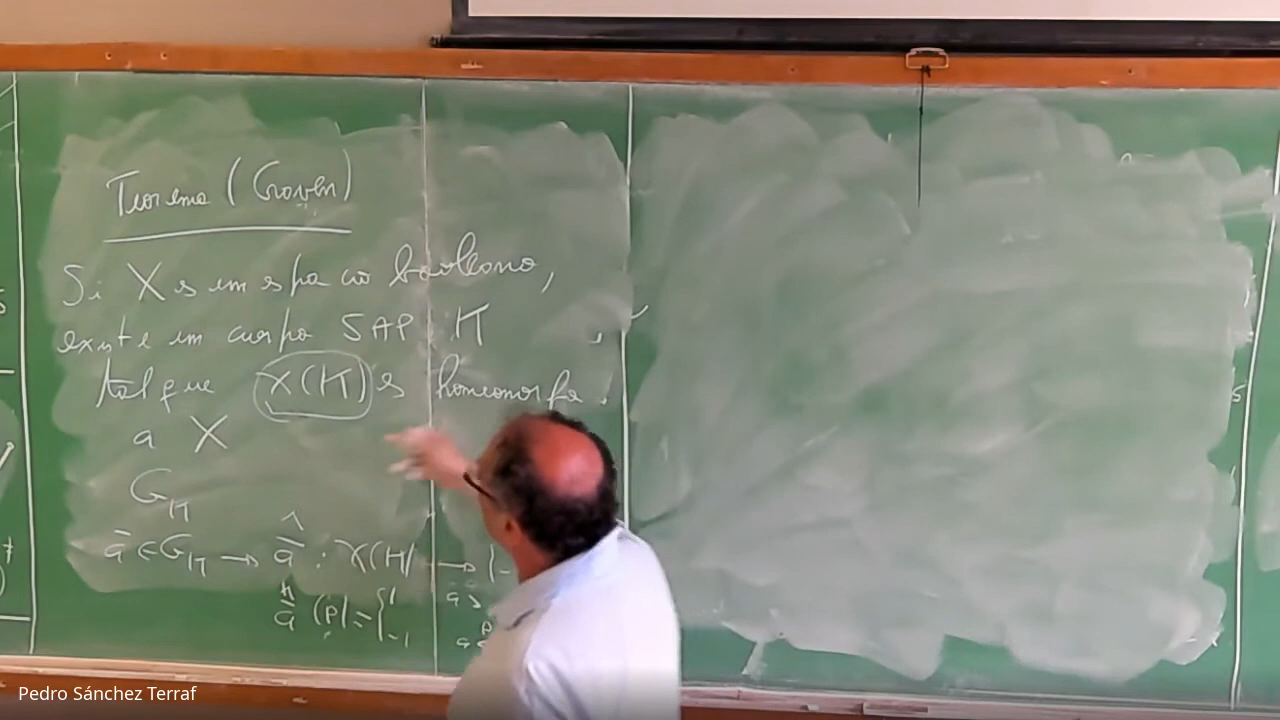 Teorema (Craven)
Si X es un espacio booleano,
existe un cuerpo SAP K
tal que X(K) es homeomorfo
a X
G_K
ā ∈ G_K → â : X(K) → {-
â (P) = { 1
-1
Pedro Sánchez Terraf